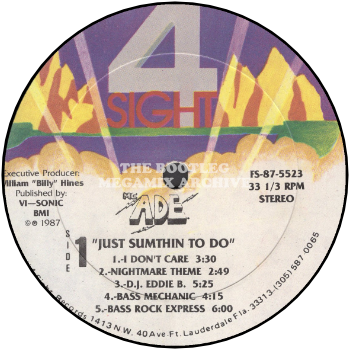 4
SIGHT
THE BOOTLEG
MEGAMIX ARCHIVE
Executive Producer:
William "Billy" Hines
Published by:
VI—SONIC
BMI
℗ 1987
FS-87-5523
33 1/3 RPM
STEREO
ADE
SIDE
1
"JUST SUMTHIN TO DO"
1.-I DON'T CARE 3:30
2.-NIGHTMARE THEME 2:49
3.-D.J. EDDIE B. 5:25
4.-BASS MECHANIC 4:15
5.-BASS ROCK EXPRESS 6:00
Records 1413 N.W. 40 Ave. Ft. Lauderdale Fla. 33313-(305) 587 0065